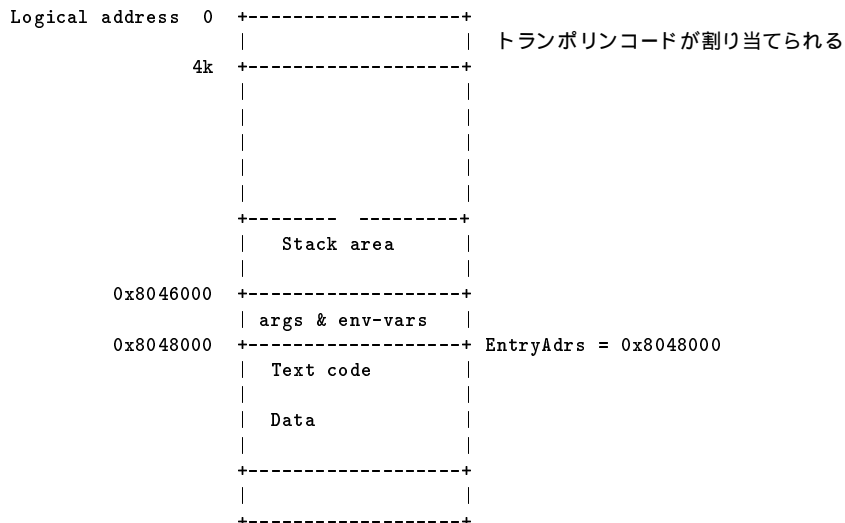 Logical address 0
トランポリンコードが割り当てられる
4k
Stack area
0x8046000
args & env-vars
0x8048000
EntryAdrs = 0x8048000
Text code
Data